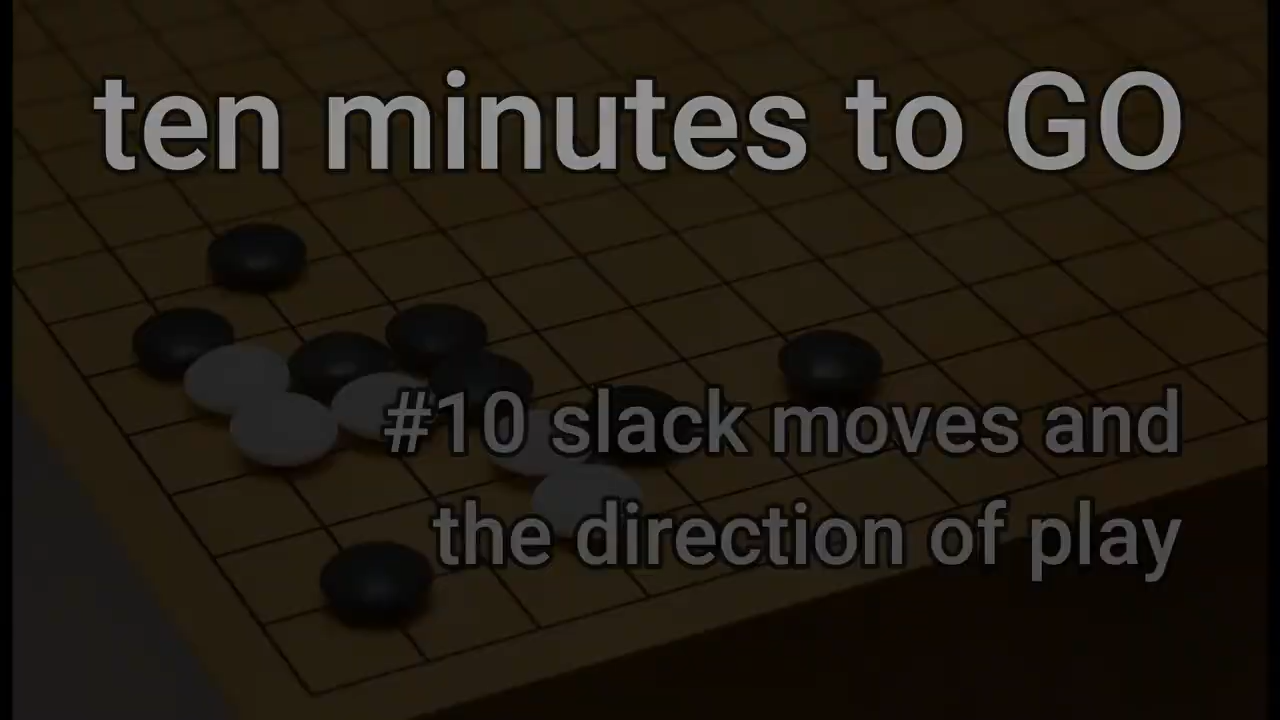 ten minutes to GO
#10 slack moves and
the direction of play